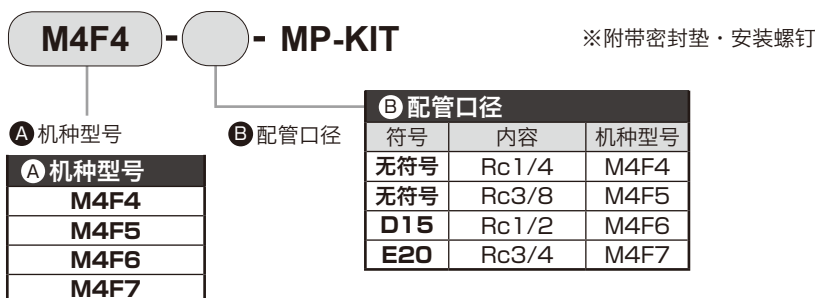 M4F4 - - MP-KIT ※附带密封垫・安装螺钉
A 机种型号
B 配管口径
A 机种型号
M4F4
M4F5
M4F6
M4F7
B 配管口径
符号 内容 机种型号
无符号 Rc1/4 M4F4
无符号 Rc3/8 M4F5
D15 Rc1/2 M4F6
E20 Rc3/4 M4F7